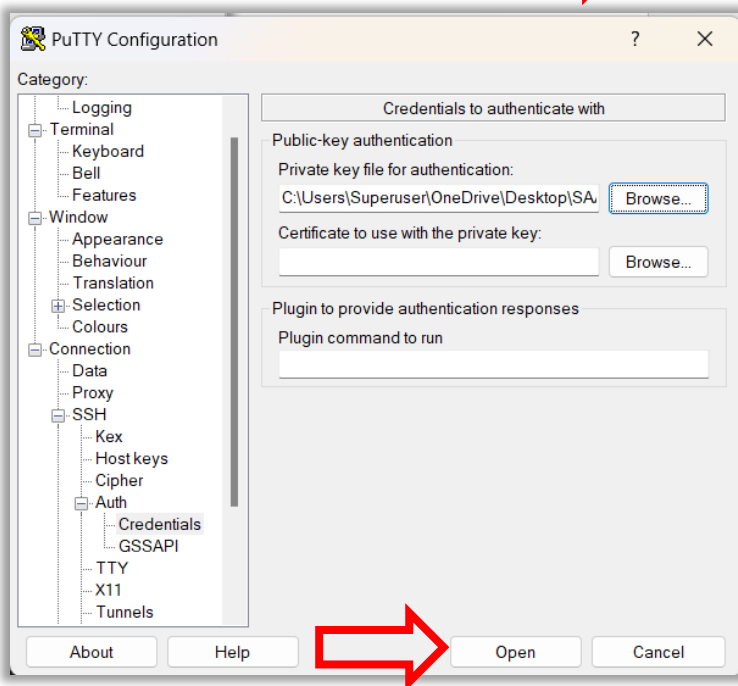 PuTTY Configuration ? ×
Category:
Logging
Terminal
Keyboard
Bell
Features
Window
Appearance
Behaviour
Translation
Selection
Colours
Connection
Data
Proxy
SSH
Kex
Host keys
Cipher
Auth
Credentials
GSSAPI
TTY
X11
Tunnels
Credentials to authenticate with
Public-key authentication
Private key file for authentication:
C:\Users\Superuser\OneDrive\Desktop\SA Browse...
Certificate to use with the private key:
Browse...
Plugin to provide authentication responses
Plugin command to run
About Help Open Cancel